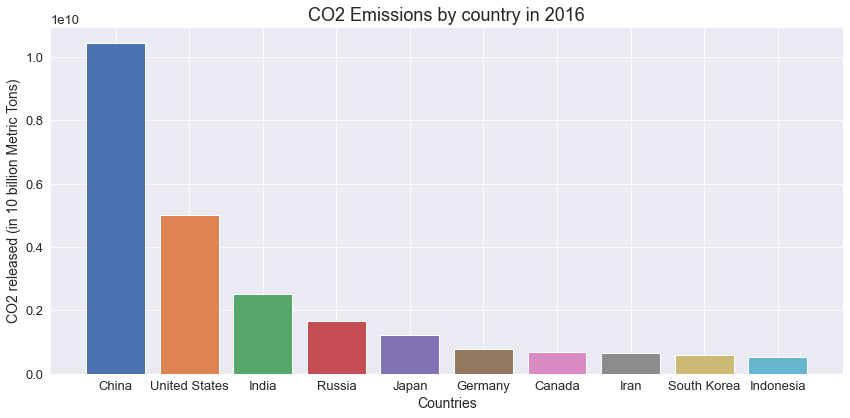 CO2 Emissions by country in 2016
1e10
1.0
0.8
0.6
0.4
0.2
0.0
CO2 released (in 10 billion Metric Tons)
China United States India Russia Japan Germany Canada Iran South Korea Indonesia
Countries